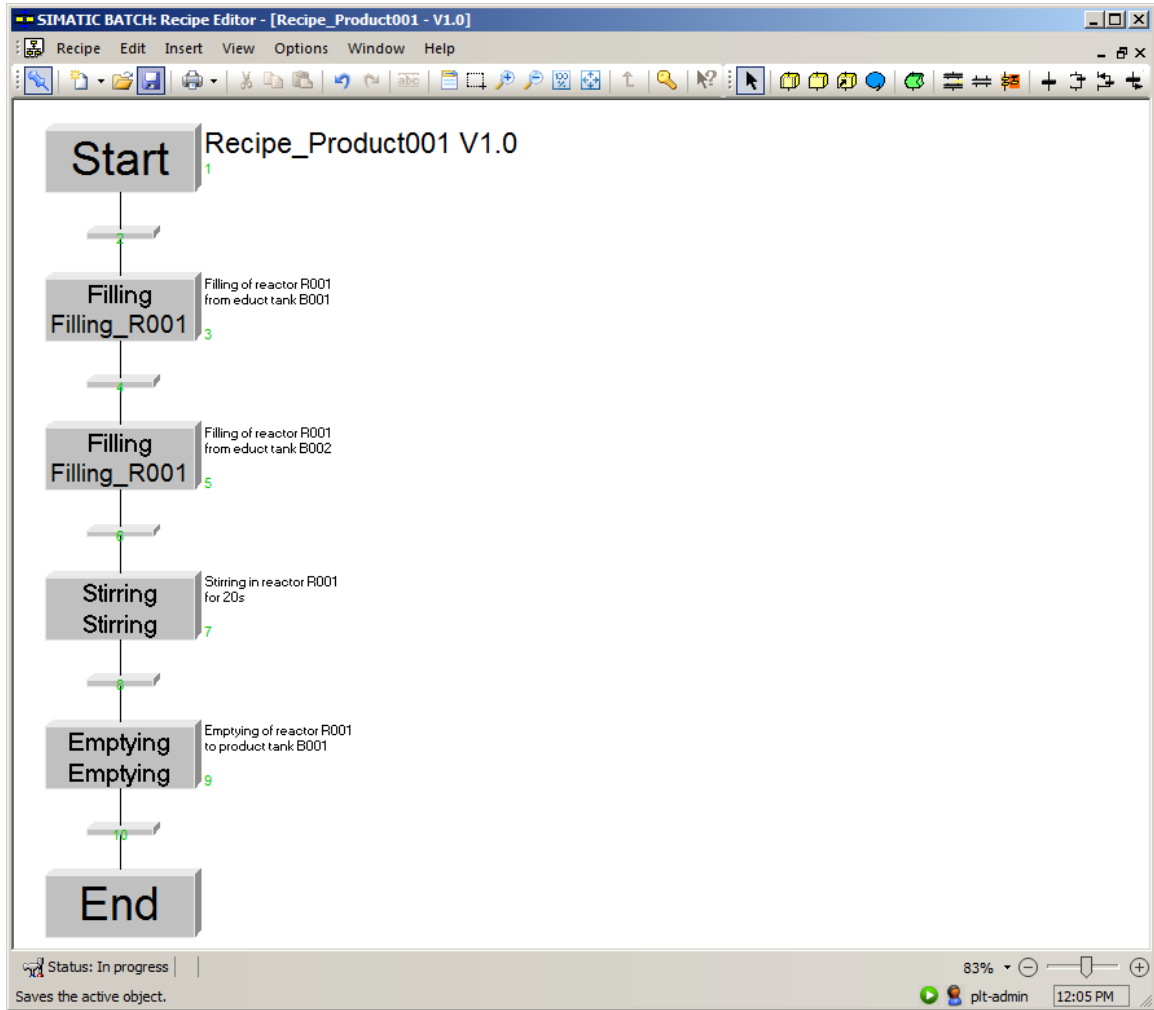 SIMATIC BATCH: Recipe Editor - [Recipe_Product001 - V1.0]
Recipe Edit Insert View Options Window Help
abc
100%
Start
Recipe_Product001 V1.0
1
2
Filling
Filling_R001
Filling of reactor R001
from educt tank B001
3
4
Filling
Filling_R001
Filling of reactor R001
from educt tank B002
5
6
Stirring
Stirring
Stirring in reactor R001
for 20s
7
8
Emptying
Emptying
Emptying of reactor R001
to product tank B001
9
10
End
Status: In progress
83%
Saves the active object.
plt-admin
12:05 PM